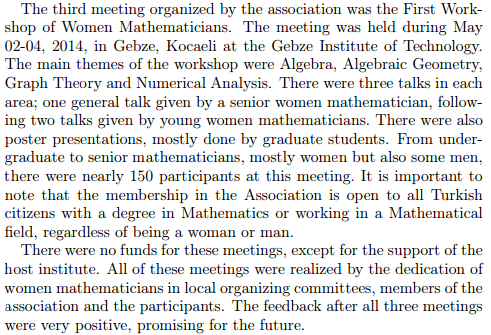 The third meeting organized by the association was the First Work-
shop of Women Mathematicians. The meeting was held during May
02-04, 2014, in Gebze, Kocaeli at the Gebze Institute of Technology.
The main themes of the workshop were Algebra, Algebraic Geometry,
Graph Theory and Numerical Analysis. There were three talks in each
area; one general talk given by a senior women mathematician, follow-
ing two talks given by young women mathematicians. There were also
poster presentations, mostly done by graduate students. From under-
graduate to senior mathematicians, mostly women but also some men,
there were nearly 150 participants at this meeting. It is important to
note that the membership in the Association is open to all Turkish
citizens with a degree in Mathematics or working in a Mathematical
field, regardless of being a woman or man.
There were no funds for these meetings, except for the support of the
host institute. All of these meetings were realized by the dedication of
women mathematicians in local organizing committees, members of the
association and the participants. The feedback after all three meetings
were very positive, promising for the future.